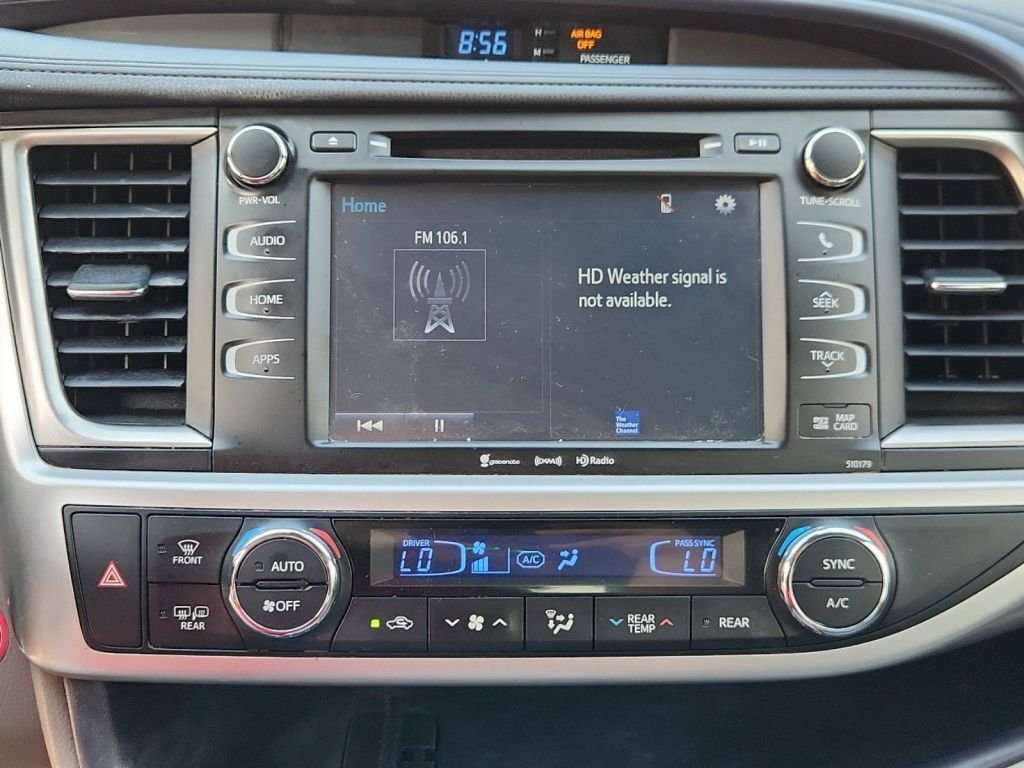 8:56
H
M
AIR BAG
OFF
PASSENGER
PWR•VOL
TUNE•SCROLL
AUDIO
HOME
APPS
Home
FM 106.1
HD Weather signal is
not available.
The
Weather
Channel
SEEK
TRACK
MAP
CARD
gracenote
((SXM))
HD Radio
510179
FRONT
REAR
AUTO
OFF
DRIVER
LO
A/C
PASS SYNC
LO
REAR
TEMP
REAR
SYNC
A/C